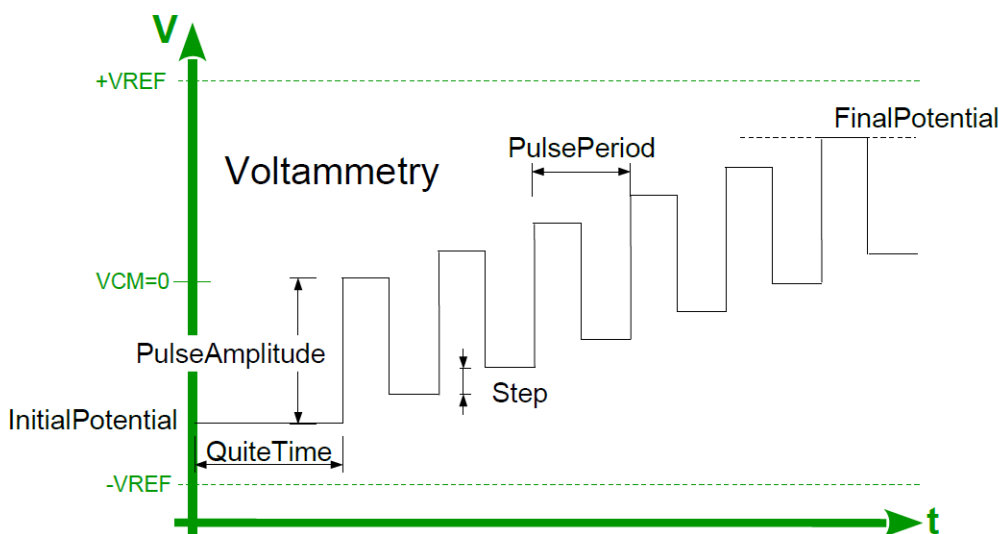 V
+VREF
FinalPotential
PulsePeriod
Voltammetry
VCM=0
PulseAmplitude
Step
InitialPotential
QuiteTime
-VREF
t